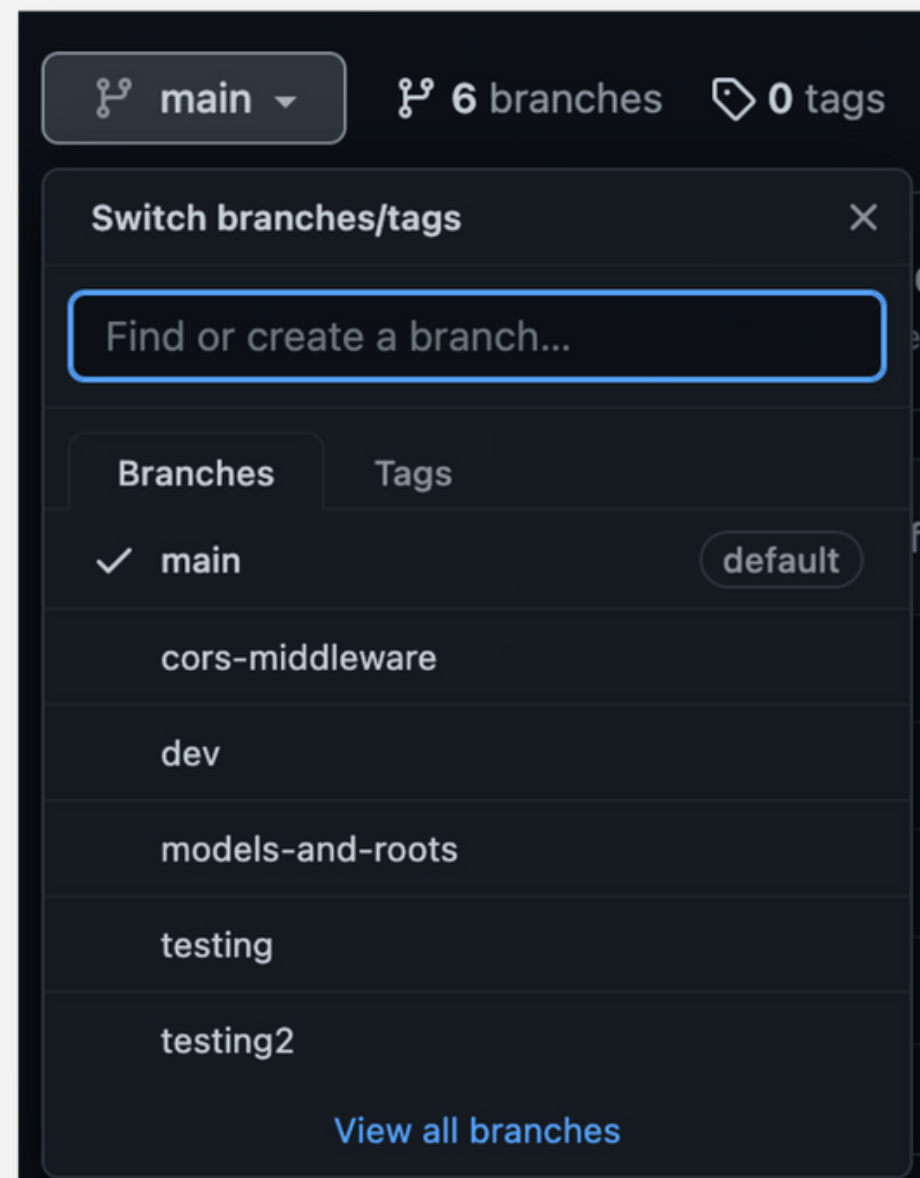 main 6 branches 0 tags
Switch branches/tags
Find or create a branch...
Branches Tags
main default
cors-middleware
dev
models-and-roots
testing
testing2
View all branches